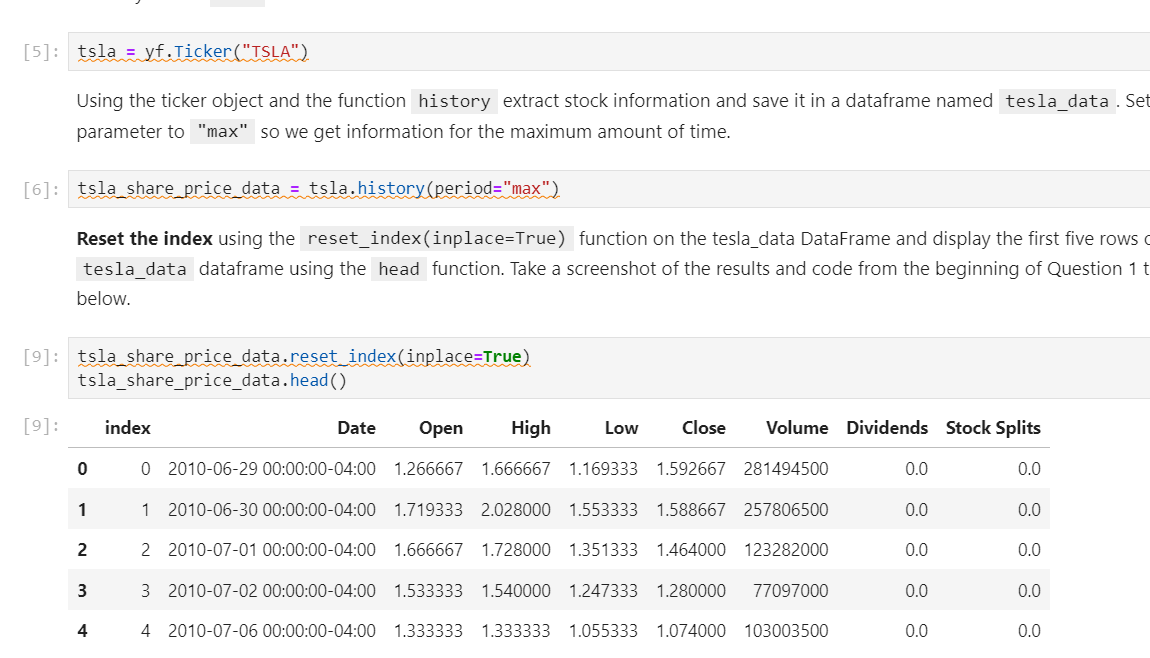 [5]: tsla = yf.Ticker("TSLA")
Using the ticker object and the function history extract stock information and save it in a dataframe named tesla_data. Set
parameter to "max" so we get information for the maximum amount of time.
[6]: tsla_share_price_data = tsla.history(period="max")
Reset the index using the reset_index(inplace=True) function on the tesla_data DataFrame and display the first five rows
tesla_data dataframe using the head function. Take a screenshot of the results and code from the beginning of Question 1
below.
[9]: tsla_share_price_data.reset_index(inplace=True)
tsla_share_price_data.head()
[9]: index Date Open High Low Close Volume Dividends Stock Splits
0 0 2010-06-29 00:00:00-04:00 1.266667 1.666667 1.169333 1.592667 281494500 0.0 0.0
1 1 2010-06-30 00:00:00-04:00 1.719333 2.028000 1.553333 1.588667 257806500 0.0 0.0
2 2 2010-07-01 00:00:00-04:00 1.666667 1.728000 1.351333 1.464000 123282000 0.0 0.0
3 3 2010-07-02 00:00:00-04:00 1.533333 1.540000 1.247333 1.280000 77097000 0.0 0.0
4 4 2010-07-06 00:00:00-04:00 1.333333 1.333333 1.055333 1.074000 103003500 0.0 0.0